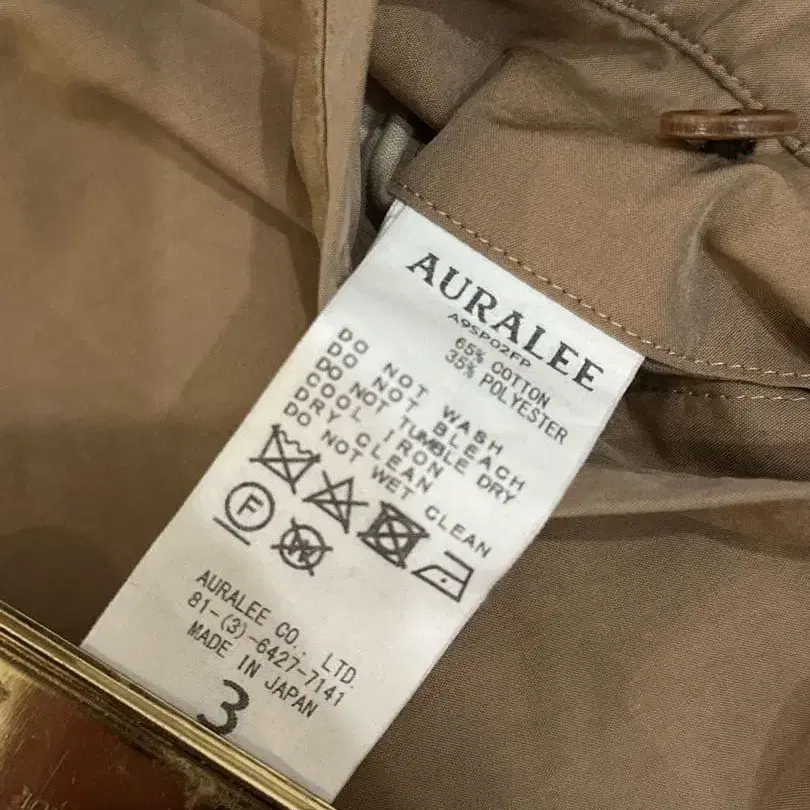 AURALEE
A9SP02FP
65% COTTON
35% POLYESTER
DO NOT WASH
DO NOT BLEACH
DO NOT TUMBLE DRY
COOL IRON
DRY CLEAN
DO NOT WET CLEAN
F
W
AURALEE CO., LTD.
81-(3)-6427-7141
MADE IN JAPAN
3